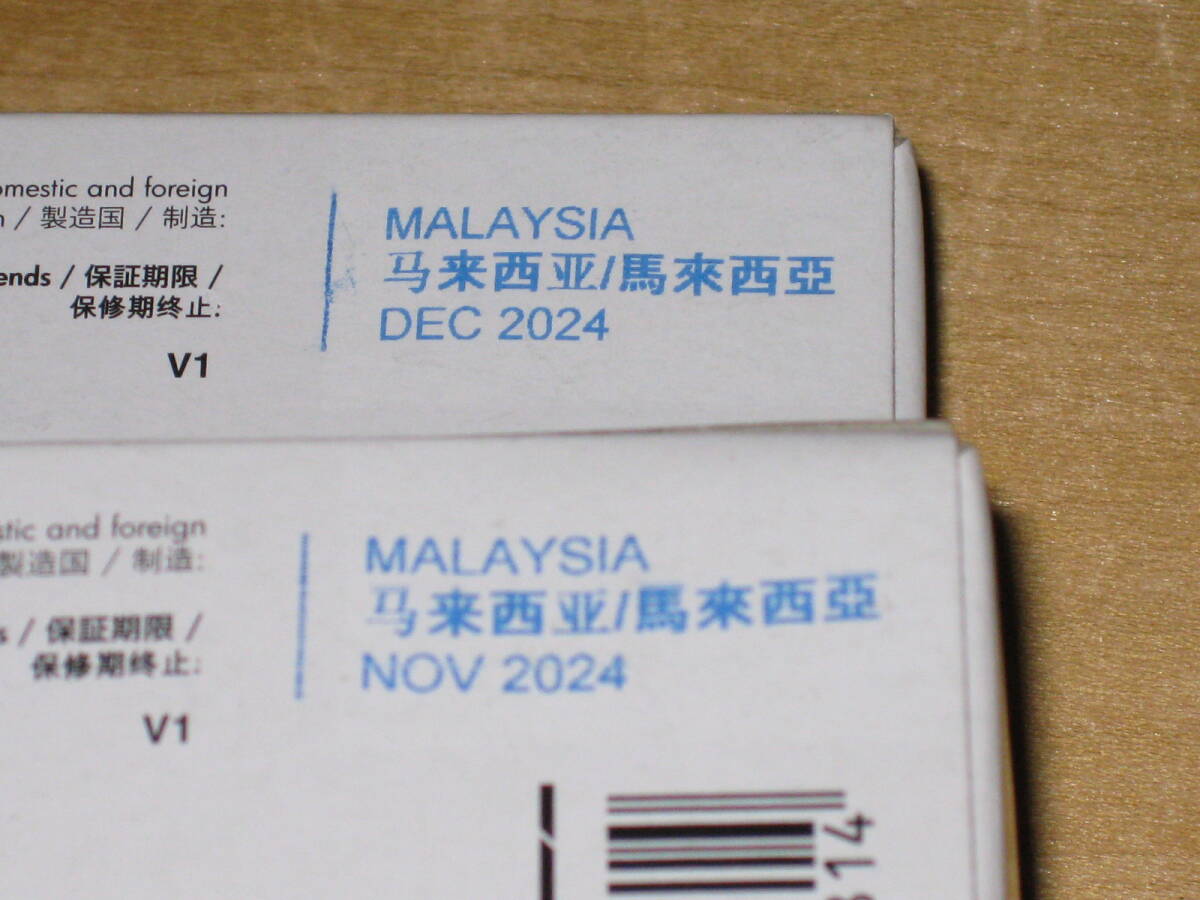 domestic and foreign
/ 製造国 / 制造:
ends / 保証期限 /
保修期终止:
V1
MALAYSIA
马来西亚/馬來西亞
DEC 2024
and foreign
製造国 / 制造:
/ 保証期限 /
保修期终止:
V1
MALAYSIA
马来西亚/馬來西亞
NOV 2024
814